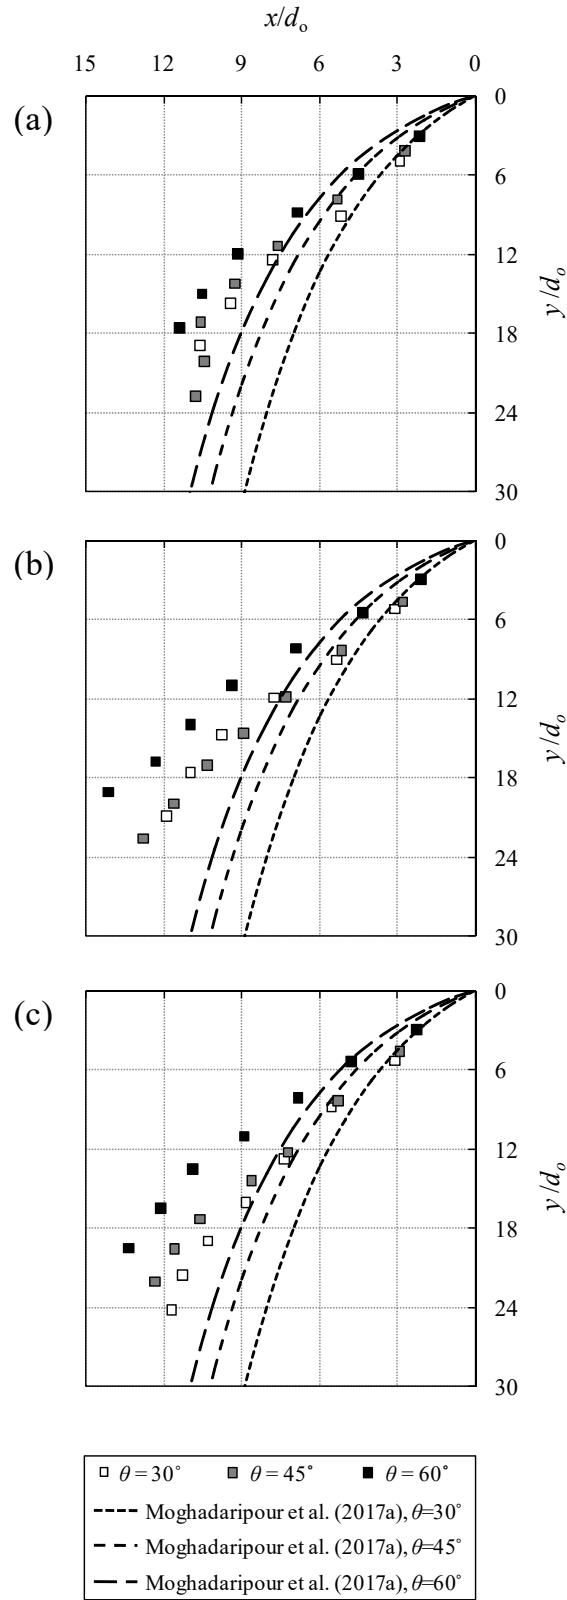 x/dₒ
15 12 9 6 3 0
(a)
0
6
12
18
24
30
y/dₒ
(b)
0
6
12
18
24
30
y/dₒ
(c)
0
6
12
18
24
30
y/dₒ
θ = 30° θ = 45° θ = 60°
Moghadaripour et al. (2017a), θ=30°
Moghadaripour et al. (2017a), θ=45°
Moghadaripour et al. (2017a), θ=60°